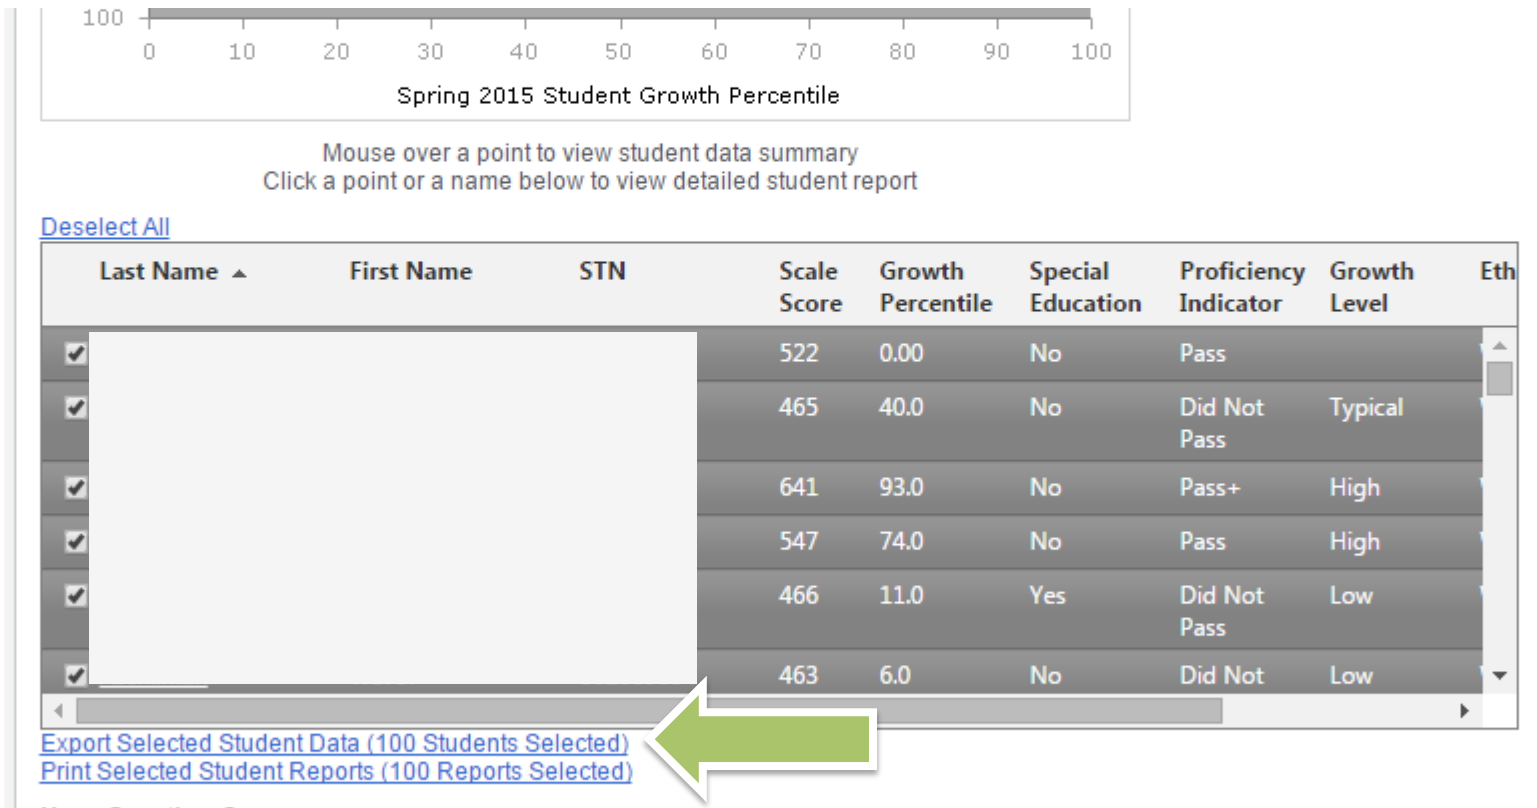 100
0 10 20 30 40 50 60 70 80 90 100
Spring 2015 Student Growth Percentile
Mouse over a point to view student data summary
Click a point or a name below to view detailed student report
Deselect All
Last Name First Name STN Scale Score Growth Percentile Special Education Proficiency Indicator Growth Level Eth
522 0.00 No Pass
465 40.0 No Did Not Pass Typical
641 93.0 No Pass+ High
547 74.0 No Pass High
466 11.0 Yes Did Not Pass Low
463 6.0 No Did Not Low
Export Selected Student Data (100 Students Selected)
Print Selected Student Reports (100 Reports Selected)